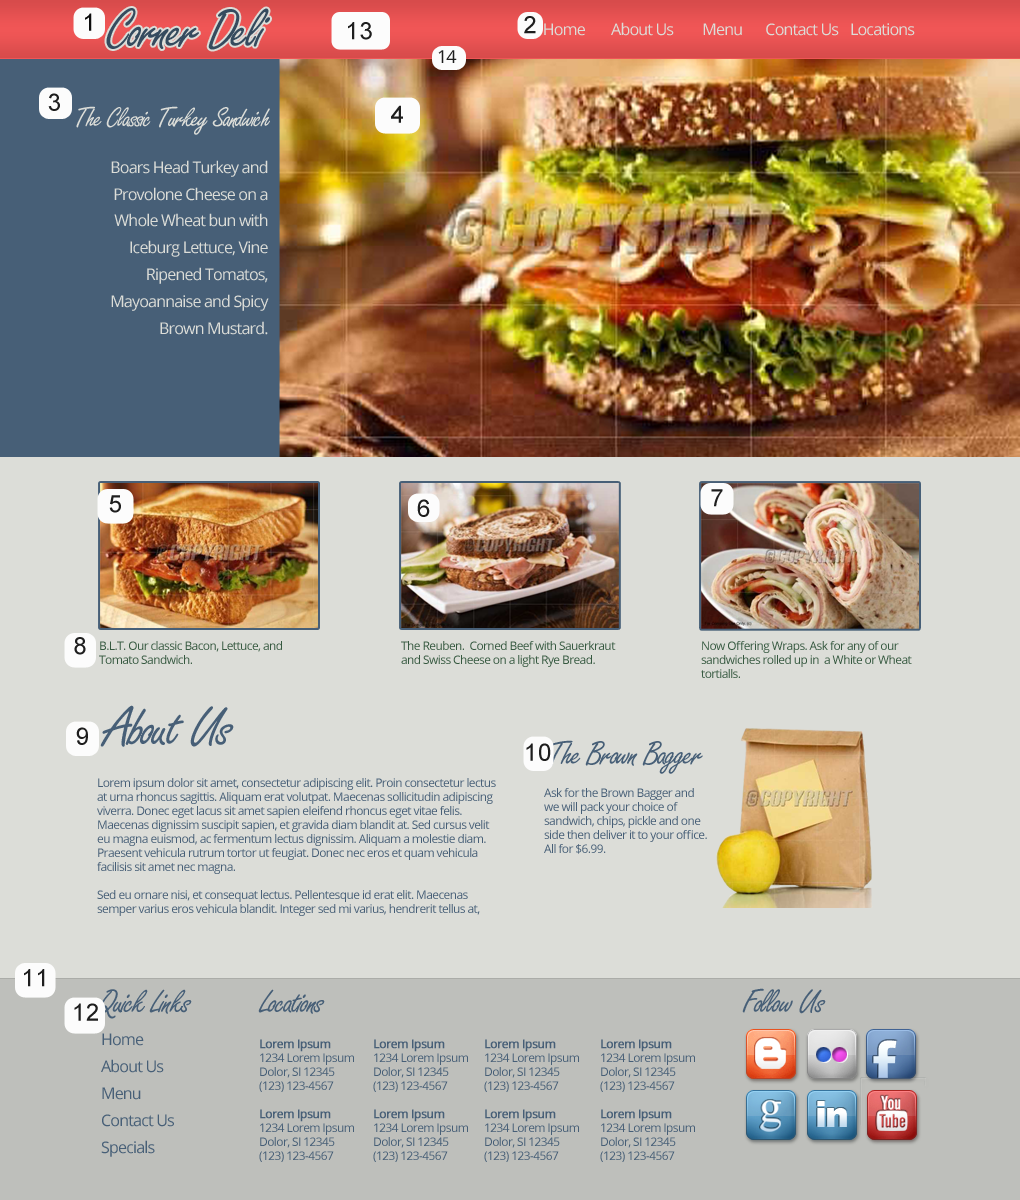 1 Corner Deli 13 2 Home About Us Menu Contact Us Locations
14
3 The Classic Turkey Sandwich
4
Boars Head Turkey and
Provolone Cheese on a
Whole Wheat bun with
Iceburg Lettuce, Vine
Ripened Tomatos,
Mayoannaise and Spicy
Brown Mustard.
© COPYRIGHT
5
6
7
© COPYRIGHT
© COPYRIGHT
© COPYRIGHT
8 B.L.T. Our classic Bacon, Lettuce, and
Tomato Sandwich.
The Reuben. Corned Beef with Sauerkraut
and Swiss Cheese on a light Rye Bread.
Now Offering Wraps. Ask for any of our
sandwiches rolled up in a White or Wheat
tortialls.
9 About Us
Lorem ipsum dolor sit amet, consectetur adipiscing elit. Proin consectetur lectus
at urna rhoncus sagittis. Aliquam erat volutpat. Maecenas sollicitudin adipiscing
viverra. Donec eget lacus sit amet sapien eleifend rhoncus eget vitae felis.
Maecenas dignissim suscipit sapien, et gravida diam blandit at. Sed cursus velit
eu magna euismod, ac fermentum lectus dignissim. Aliquam a molestie diam.
Praesent vehicula rutrum tortor ut feugiat. Donec nec eros et quam vehicula
facilisis sit amet nec magna.
Sed eu ornare nisi, et consequat lectus. Pellentesque id erat elit. Maecenas
semper varius eros vehicula blandit. Integer sed mi varius, hendrerit tellus at,
10 The Brown Bagger
Ask for the Brown Bagger and
we will pack your choice of
sandwich, chips, pickle and one
side then deliver it to your office.
All for $6.99.
© COPYRIGHT
11
12 Quick Links
Home
About Us
Menu
Contact Us
Specials
Locations
Lorem Ipsum
1234 Lorem Ipsum
Dolor, SI 12345
(123) 123-4567
Lorem Ipsum
1234 Lorem Ipsum
Dolor, SI 12345
(123) 123-4567
Lorem Ipsum
1234 Lorem Ipsum
Dolor, SI 12345
(123) 123-4567
Lorem Ipsum
1234 Lorem Ipsum
Dolor, SI 12345
(123) 123-4567
Lorem Ipsum
1234 Lorem Ipsum
Dolor, SI 12345
(123) 123-4567
Lorem Ipsum
1234 Lorem Ipsum
Dolor, SI 12345
(123) 123-4567
Lorem Ipsum
1234 Lorem Ipsum
Dolor, SI 12345
(123) 123-4567
Lorem Ipsum
1234 Lorem Ipsum
Dolor, SI 12345
(123) 123-4567
Follow Us
f
g in You
Tube